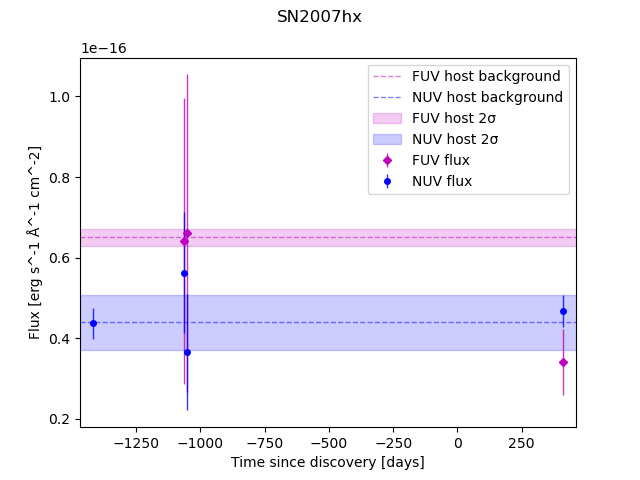 SN2007hx
1e−16
FUV host background
NUV host background
FUV host 2σ
NUV host 2σ
FUV flux
NUV flux
1.0
0.8
0.6
0.4
0.2
Flux [erg s^-1 Å^-1 cm^-2]
−1250 −1000 −750 −500 −250 0 250
Time since discovery [days]